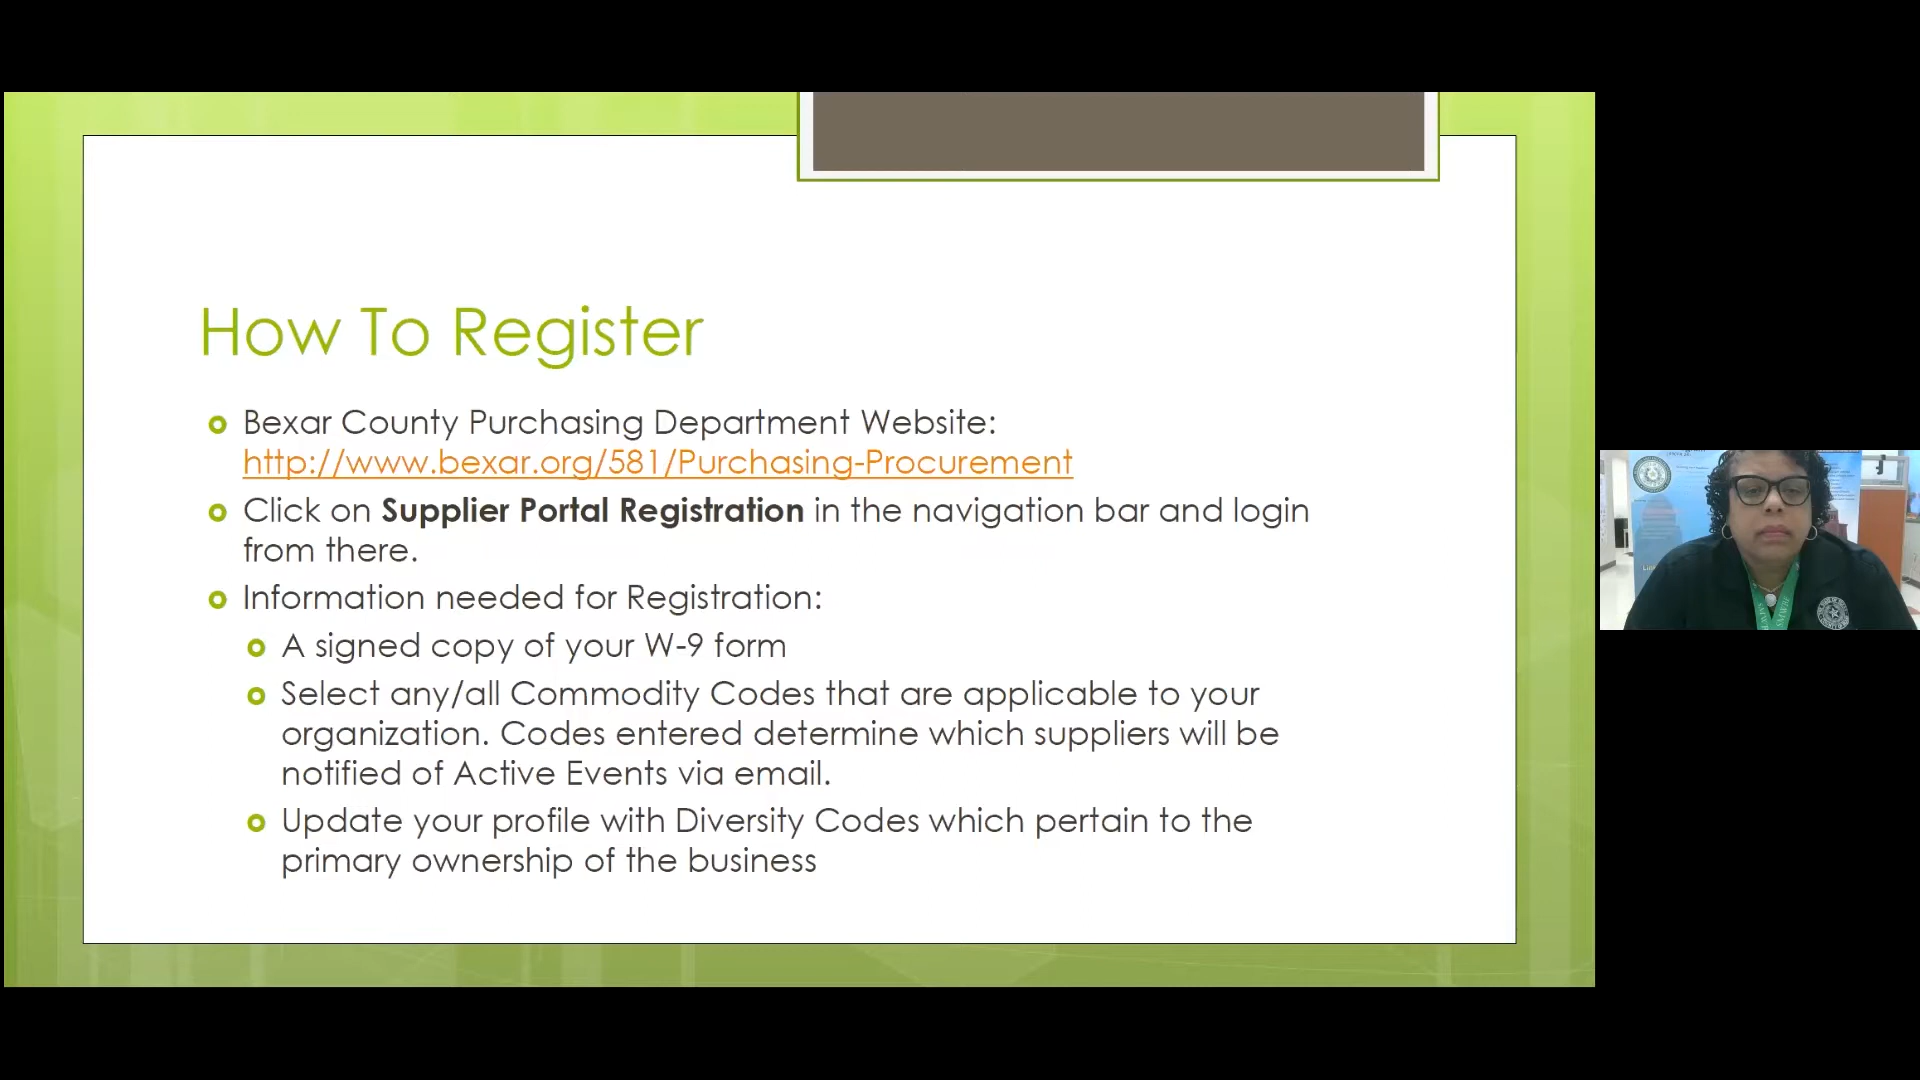 How To Register
Bexar County Purchasing Department Website:
http://www.bexar.org/581/Purchasing-Procurement
Click on Supplier Portal Registration in the navigation bar and login
from there.
Information needed for Registration:
A signed copy of your W-9 form
Select any/all Commodity Codes that are applicable to your
organization. Codes entered determine which suppliers will be
notified of Active Events via email.
Update your profile with Diversity Codes which pertain to the
primary ownership of the business